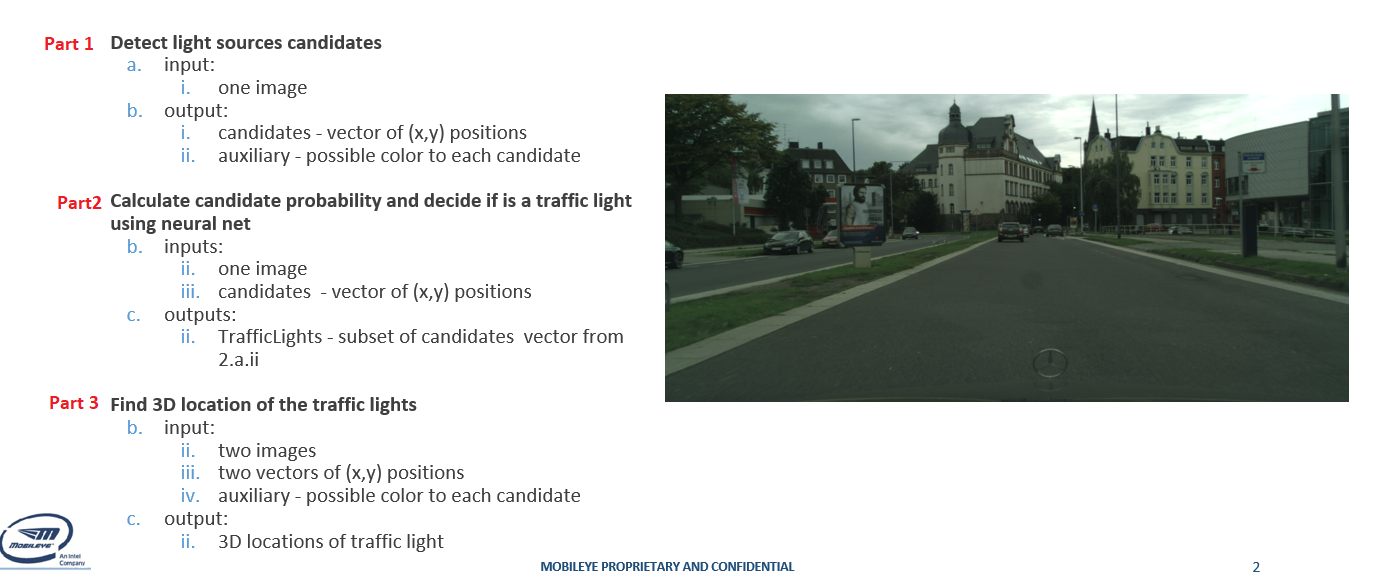 Part 1 Detect light sources candidates
a. input:
i. one image
b. output:
i. candidates - vector of (x,y) positions
ii. auxiliary - possible color to each candidate
Part2 Calculate candidate probability and decide if is a traffic light
using neural net
b. inputs:
ii. one image
iii. candidates - vector of (x,y) positions
c. outputs:
ii. TrafficLights - subset of candidates vector from
2.a.ii
Part 3 Find 3D location of the traffic lights
b. input:
ii. two images
iii. two vectors of (x,y) positions
iv. auxiliary - possible color to each candidate
c. output:
ii. 3D locations of traffic light
MOBILEYE
An Intel
Company
MOBILEYE PROPRIETARY AND CONFIDENTIAL
2